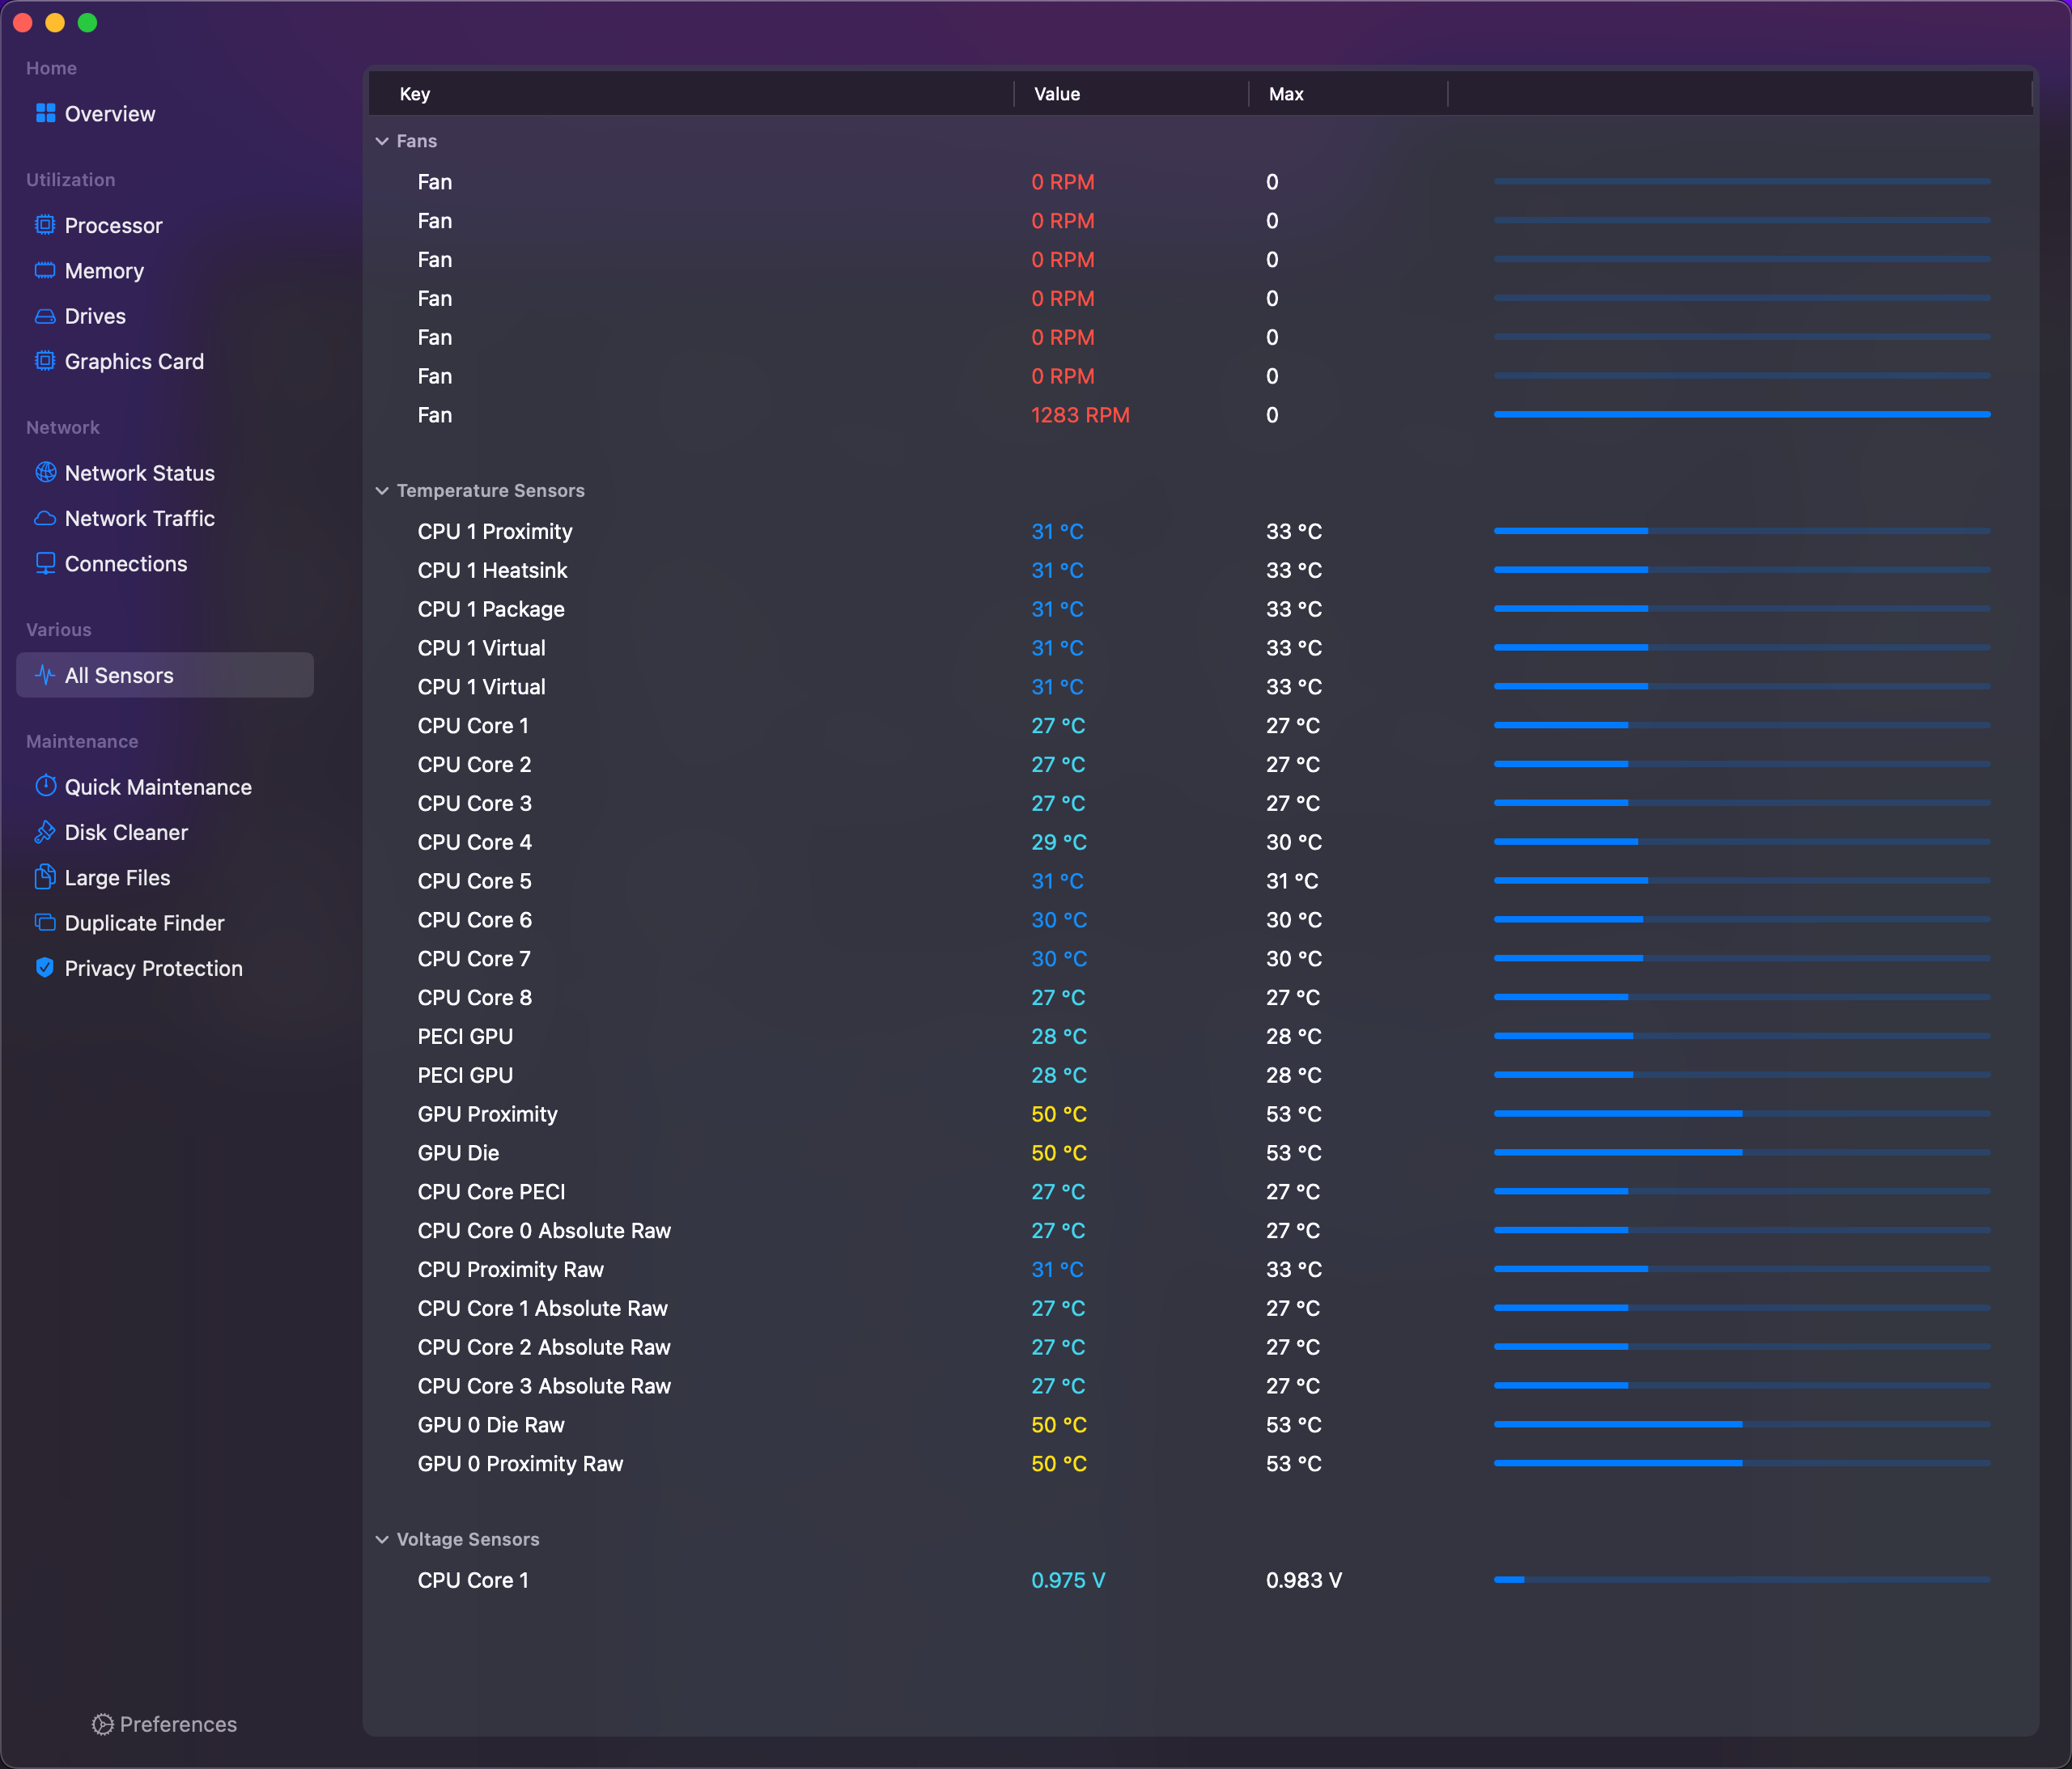 Home
Overview
Utilization
Processor
Memory
Drives
Graphics Card
Network
Network Status
Network Traffic
Connections
Various
All Sensors
Maintenance
Quick Maintenance
Disk Cleaner
Large Files
Duplicate Finder
Privacy Protection
Preferences
Key Value Max
Fans
Fan 0 RPM 0
Fan 0 RPM 0
Fan 0 RPM 0
Fan 0 RPM 0
Fan 0 RPM 0
Fan 0 RPM 0
Fan 1283 RPM 0
Temperature Sensors
CPU 1 Proximity 31 °C 33 °C
CPU 1 Heatsink 31 °C 33 °C
CPU 1 Package 31 °C 33 °C
CPU 1 Virtual 31 °C 33 °C
CPU 1 Virtual 31 °C 33 °C
CPU Core 1 27 °C 27 °C
CPU Core 2 27 °C 27 °C
CPU Core 3 27 °C 27 °C
CPU Core 4 29 °C 30 °C
CPU Core 5 31 °C 31 °C
CPU Core 6 30 °C 30 °C
CPU Core 7 30 °C 30 °C
CPU Core 8 27 °C 27 °C
PECI GPU 28 °C 28 °C
PECI GPU 28 °C 28 °C
GPU Proximity 50 °C 53 °C
GPU Die 50 °C 53 °C
CPU Core PECI 27 °C 27 °C
CPU Core 0 Absolute Raw 27 °C 27 °C
CPU Proximity Raw 31 °C 33 °C
CPU Core 1 Absolute Raw 27 °C 27 °C
CPU Core 2 Absolute Raw 27 °C 27 °C
CPU Core 3 Absolute Raw 27 °C 27 °C
GPU 0 Die Raw 50 °C 53 °C
GPU 0 Proximity Raw 50 °C 53 °C
Voltage Sensors
CPU Core 1 0.975 V 0.983 V